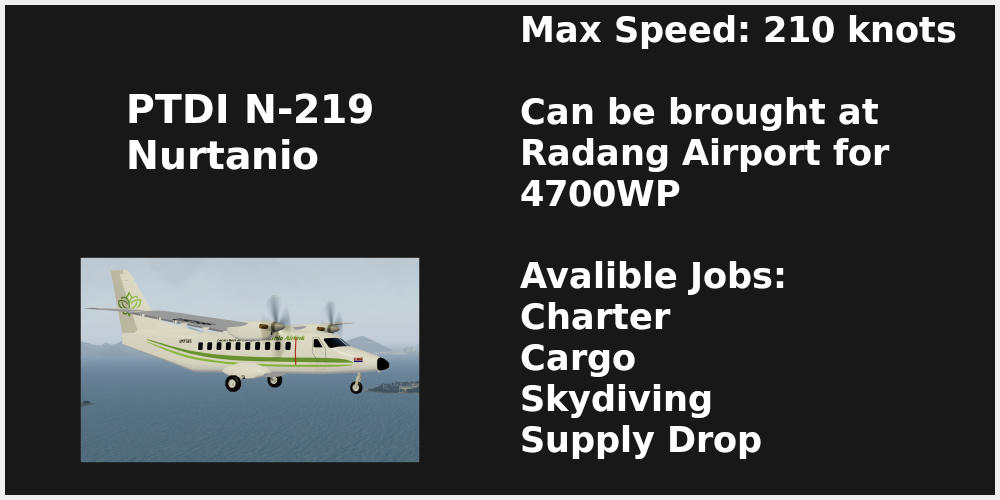 PTDI N-219
Nurtanio
Max Speed: 210 knots
Can be brought at
Radang Airport for
4700WP
Avalible Jobs:
Charter
Cargo
Skydiving
Supply Drop